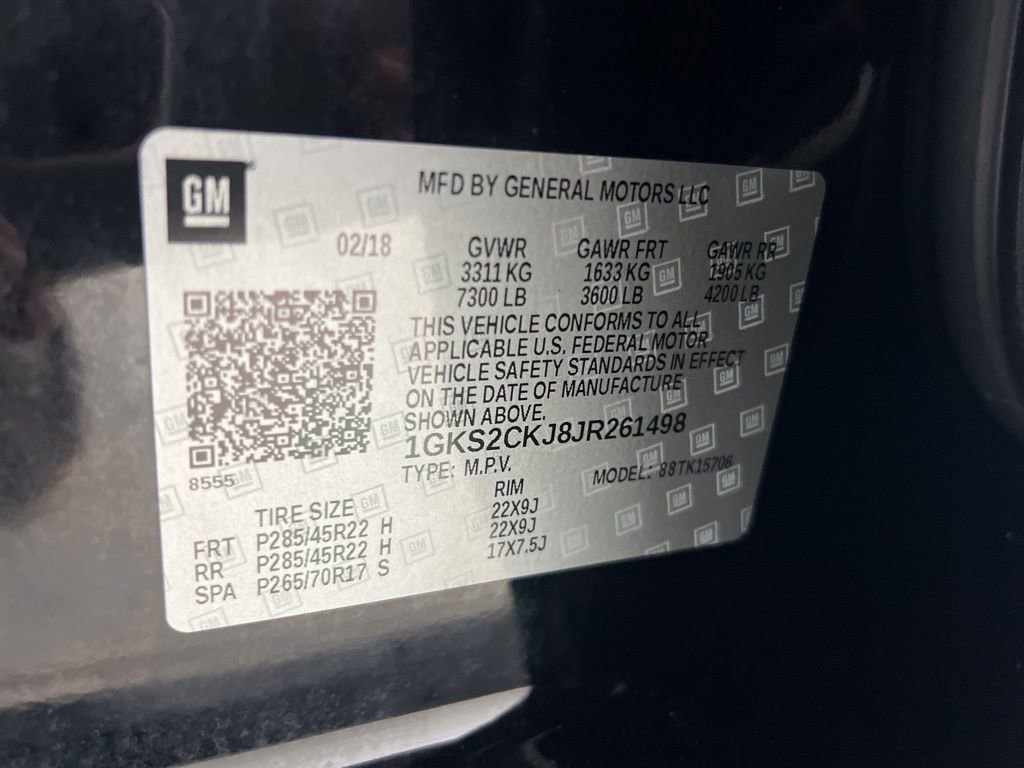 GM
MFD BY GENERAL MOTORS LLC
02/18 GVWR GAWR FRT GAWR RR
3311 KG 1633 KG 1905 KG
7300 LB 3600 LB 4200 LB
THIS VEHICLE CONFORMS TO ALL
APPLICABLE U.S. FEDERAL MOTOR
VEHICLE SAFETY STANDARDS IN EFFECT
ON THE DATE OF MANUFACTURE
SHOWN ABOVE.
1GKS2CKJ8JR261498
8555 TYPE: M.P.V. MODEL: 88TK15706
TIRE SIZE RIM
FRT P285/45R22 H 22X9J
RR P285/45R22 H 22X9J
SPA P265/70R17 S 17X7.5J